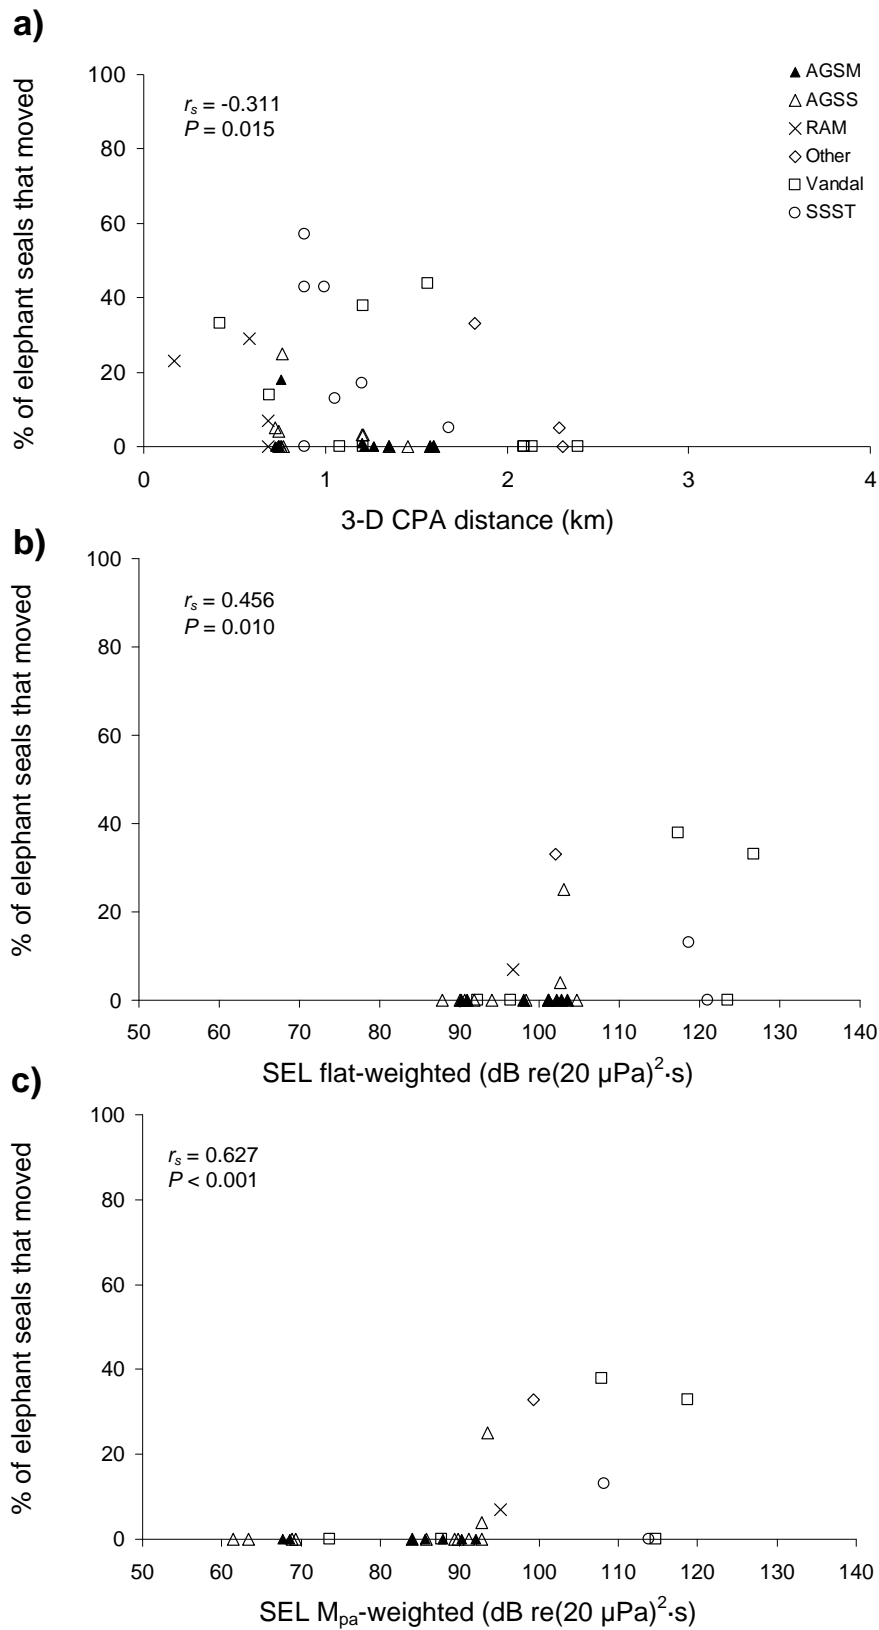 a)
% of elephant seals that moved
100
80
60
40
20
0
rs = -0.311
P = 0.015
AGSM
AGSS
RAM
Other
Vandal
SSST
0 1 2 3 4
3-D CPA distance (km)
b)
% of elephant seals that moved
100
80
60
40
20
0
rs = 0.456
P = 0.010
50 60 70 80 90 100 110 120 130 140
SEL flat-weighted (dB re(20 µPa)²·s)
c)
% of elephant seals that moved
100
80
60
40
20
0
rs = 0.627
P < 0.001
50 60 70 80 90 100 110 120 130 140
SEL Mpa-weighted (dB re(20 µPa)²·s)